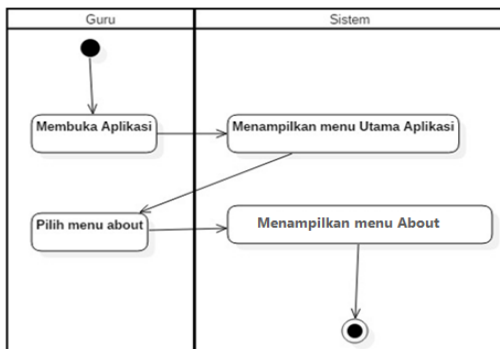 Guru
Sistem
Membuka Aplikasi
Menampilkan menu Utama Aplikasi
Pilih menu about
Menampilkan menu About